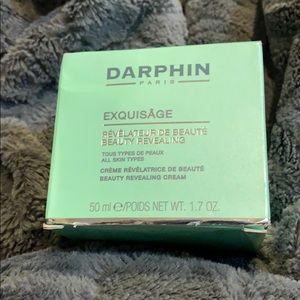 DARPHIN
PARIS
EXQUISÂGE
RÉVÉLATEUR DE BEAUTÉ
BEAUTY REVEALING
TOUS TYPES DE PEAUX
ALL SKIN TYPES
CRÈME RÉVÉLATRICE DE BEAUTÉ
BEAUTY REVEALING CREAM
50 ml ℮/POIDS NET WT. 1.7 OZ.